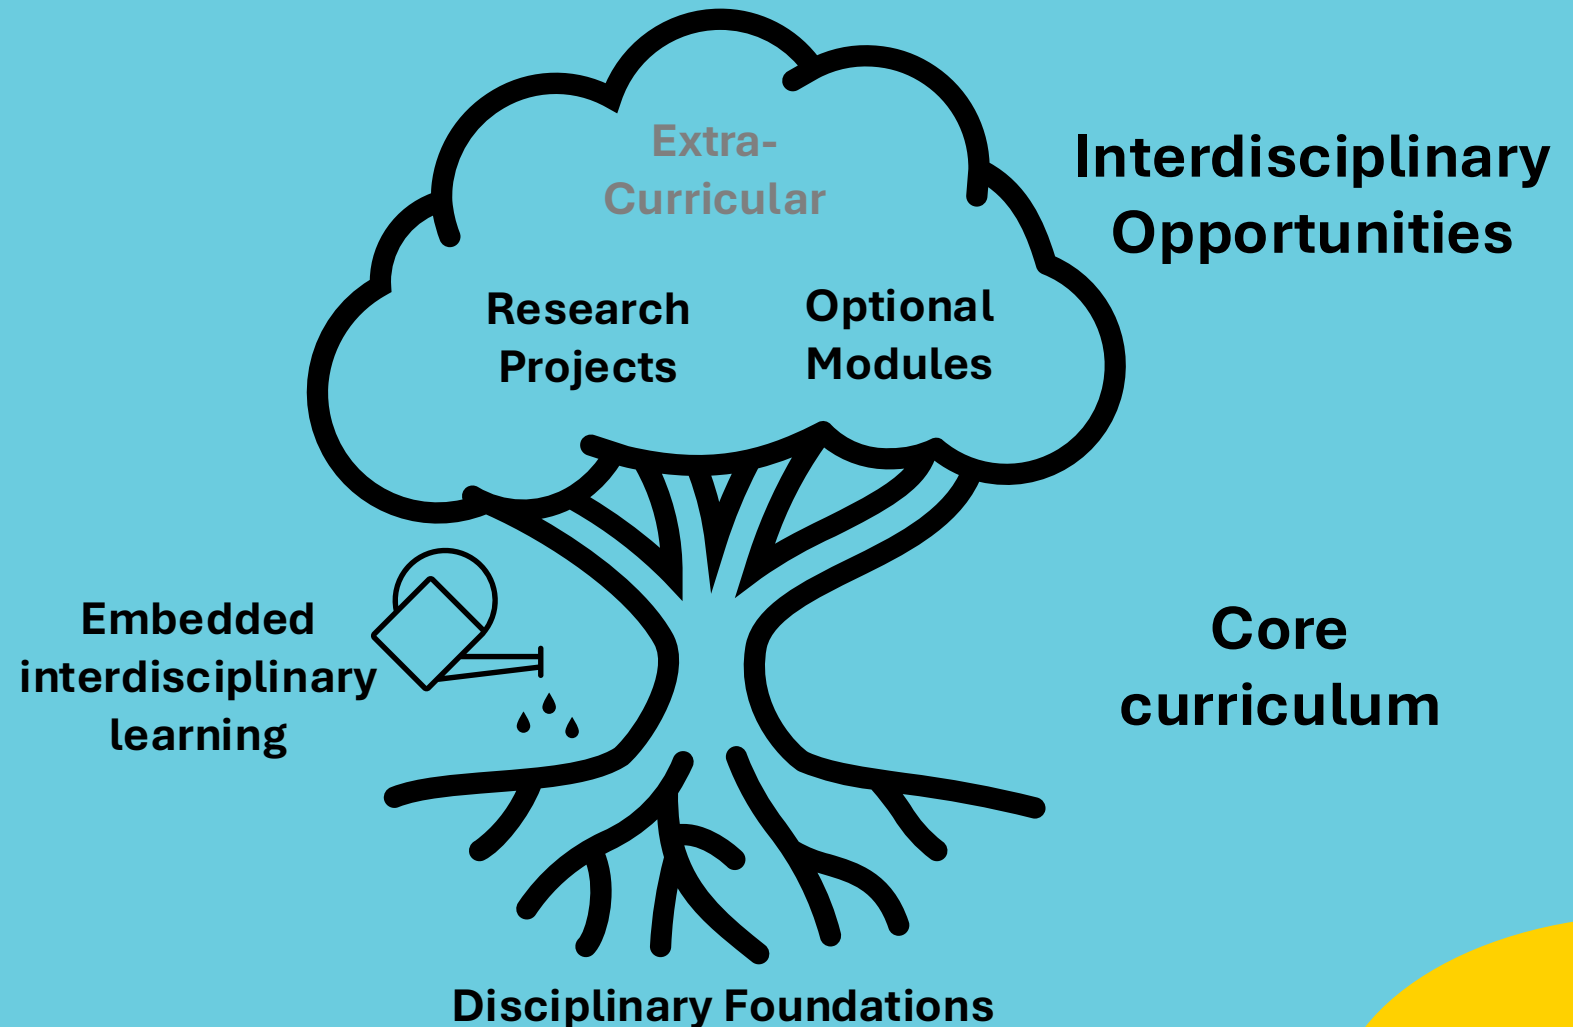 Extra-
Curricular
Interdisciplinary
Opportunities
Research
Projects
Optional
Modules
Embedded
interdisciplinary
learning
Core
curriculum
Disciplinary Foundations